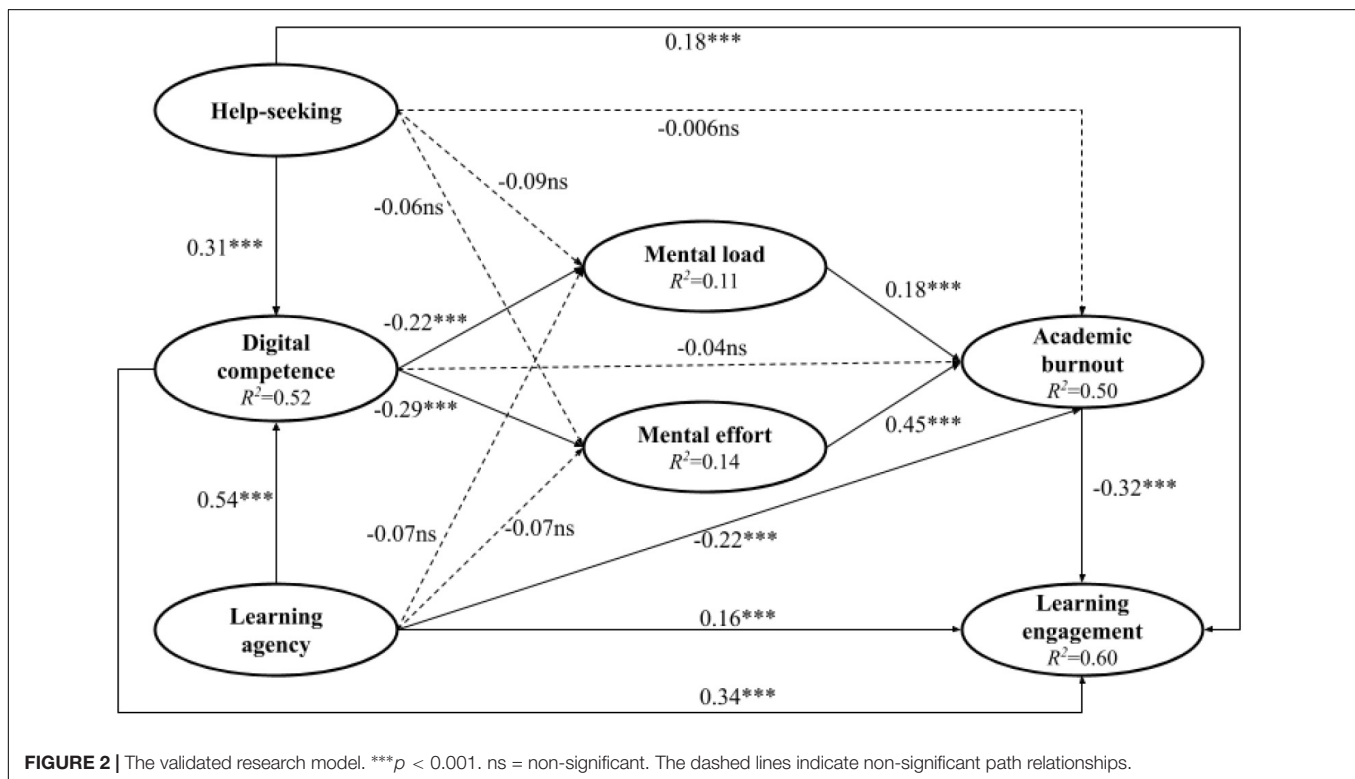 0.18***
Help-seeking
-0.006ns
-0.09ns
-0.06ns
0.31***
Mental load
R²=0.11
0.18***
-0.22***
Digital
competence
R²=0.52
-0.04ns
Academic
burnout
R²=0.50
-0.29***
Mental effort
R²=0.14
0.45***
0.54***
-0.07ns
-0.07ns
-0.22***
-0.32***
Learning
agency
0.16***
Learning
engagement
R²=0.60
0.34***
FIGURE 2 | The validated research model. ***p < 0.001. ns = non-significant. The dashed lines indicate non-significant path relationships.